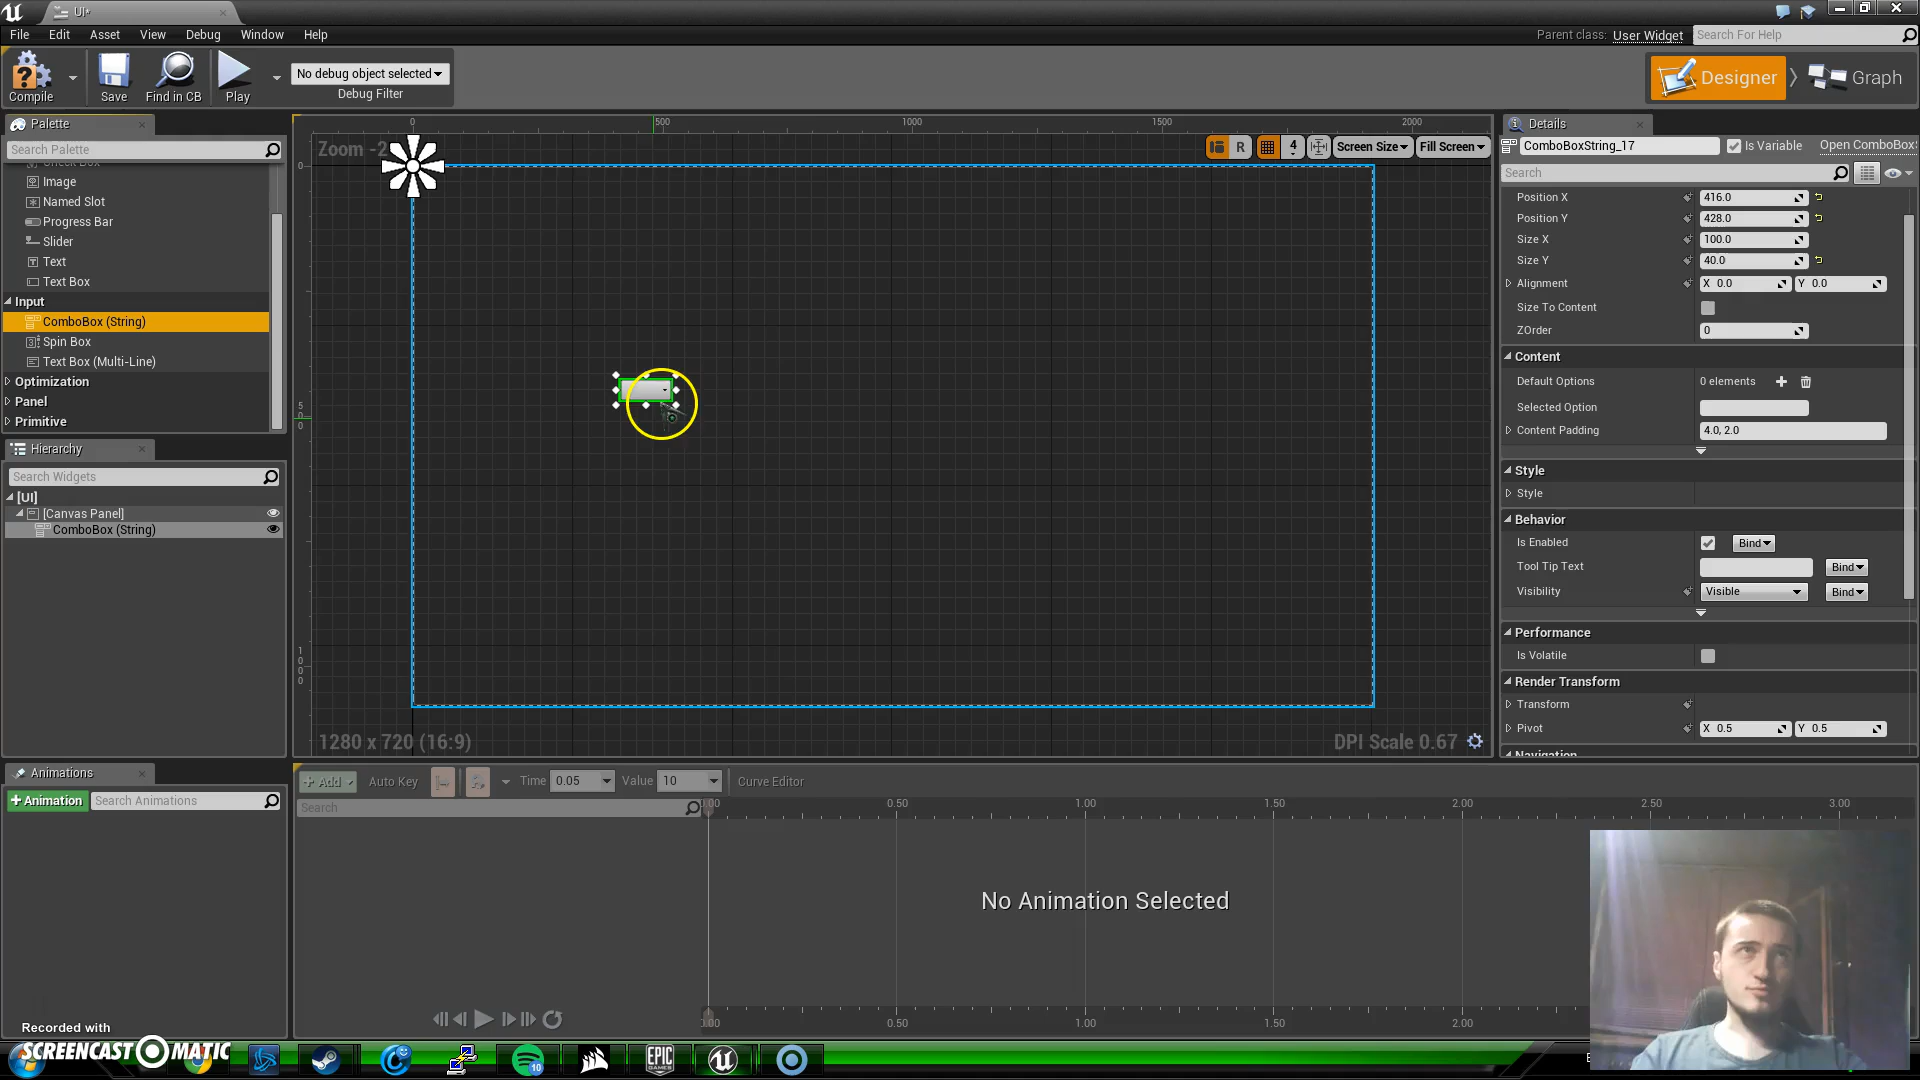 UI*
File Edit Asset View Debug Window Help
Parent class: User Widget Search For Help
Compile Save Find in CB Play
No debug object selected
Debug Filter
Designer Graph
Palette
Search Palette
Check Box
Image
Named Slot
Progress Bar
Slider
Text
Text Box
Input
ComboBox (String)
Spin Box
Text Box (Multi-Line)
Optimization
Panel
Primitive
Hierarchy
Search Widgets
[UI]
[Canvas Panel]
ComboBox (String)
0 500 1000 1500 2000
Zoom -2
R 4 Screen Size Fill Screen
0
5
0
1
0
0
0
1280 x 720 (16:9)
DPI Scale 0.67
Details
ComboBoxString_17 Is Variable Open ComboBoxS
Search
Position X 416.0
Position Y 428.0
Size X 100.0
Size Y 40.0
Alignment X 0.0 Y 0.0
Size To Content
ZOrder 0
Content
Default Options 0 elements
Selected Option
Content Padding 4.0, 2.0
Style
Style
Behavior
Is Enabled Bind
Tool Tip Text Bind
Visibility Visible Bind
Performance
Is Volatile
Render Transform
Transform
Pivot X 0.5 Y 0.5
Navigation
Animations
+ Animation Search Animations
+ Add Auto Key Time 0.05 Value 10 Curve Editor
Search
0.00 0.50 1.00 1.50 2.00 2.50 3.00
No Animation Selected
0.00 0.50 1.00 1.50 2.00
Recorded with
SCREENCAST-O-MATIC
10
EPIC
GAMES